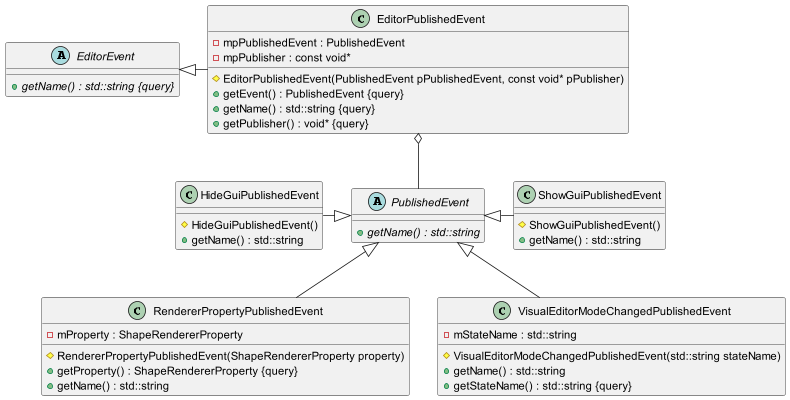 C EditorPublishedEvent
mpPublishedEvent : PublishedEvent
mpPublisher : const void*
EditorPublishedEvent(PublishedEvent pPublishedEvent, const void* pPublisher)
getEvent() : PublishedEvent {query}
getName() : std::string {query}
getPublisher() : void* {query}
A EditorEvent
getName() : std::string {query}
C HideGuiPublishedEvent
HideGuiPublishedEvent()
getName() : std::string
A PublishedEvent
getName() : std::string
C ShowGuiPublishedEvent
ShowGuiPublishedEvent()
getName() : std::string
C RendererPropertyPublishedEvent
mProperty : ShapeRendererProperty
RendererPropertyPublishedEvent(ShapeRendererProperty property)
getProperty() : ShapeRendererProperty {query}
getName() : std::string
C VisualEditorModeChangedPublishedEvent
mStateName : std::string
VisualEditorModeChangedPublishedEvent(std::string stateName)
getName() : std::string
getStateName() : std::string {query}